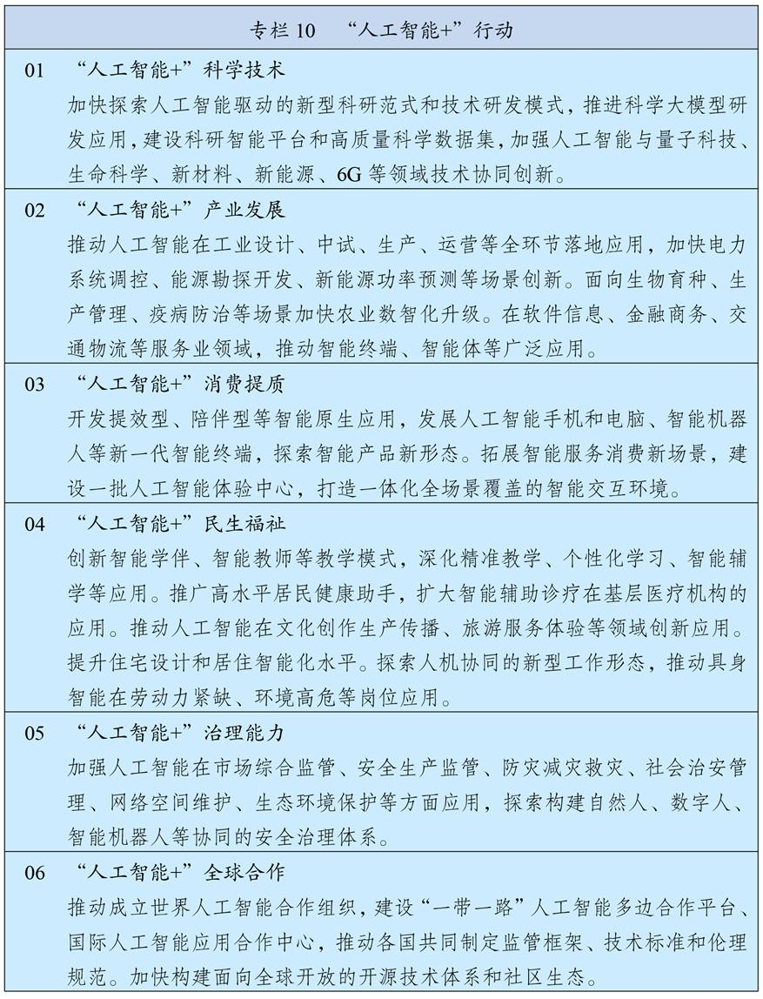 专栏 10 “人工智能+”行动
01 “人工智能+”科学技术
加快探索人工智能驱动的新型科研范式和技术研发模式，推进科学大模型研
发应用，建设科研智能平台和高质量科学数据集，加强人工智能与量子科技、
生命科学、新材料、新能源、6G 等领域技术协同创新。
02 “人工智能+”产业发展
推动人工智能在工业设计、中试、生产、运营等全环节落地应用，加快电力
系统调控、能源勘探开发、新能源功率预测等场景创新。面向生物育种、生
产管理、疫病防治等场景加快农业数智化升级。在软件信息、金融商务、交
通物流等服务业领域，推动智能终端、智能体等广泛应用。
03 “人工智能+”消费提质
开发提效型、陪伴型等智能原生应用，发展人工智能手机和电脑、智能机器
人等新一代智能终端，探索智能产品新形态。拓展智能服务消费新场景，建
设一批人工智能体验中心，打造一体化全场景覆盖的智能交互环境。
04 “人工智能+”民生福祉
创新智能学伴、智能教师等教学模式，深化精准教学、个性化学习、智能辅
学等应用。推广高水平居民健康助手，扩大智能辅助诊疗在基层医疗机构的
应用。推动人工智能在文化创作生产传播、旅游服务体验等领域创新应用。
提升住宅设计和居住智能化水平。探索人机协同的新型工作形态，推动具身
智能在劳动力紧缺、环境高危等岗位应用。
05 “人工智能+”治理能力
加强人工智能在市场综合监管、安全生产监管、防灾减灾救灾、社会治安管
理、网络空间维护、生态环境保护等方面应用，探索构建自然人、数字人、
智能机器人等协同的安全治理体系。
06 “人工智能+”全球合作
推动成立世界人工智能合作组织，建设“一带一路”人工智能多边合作平台、
国际人工智能应用合作中心，推动各国共同制定监管框架、技术标准和伦理
规范。加快构建面向全球开放的开源技术体系和社区生态。